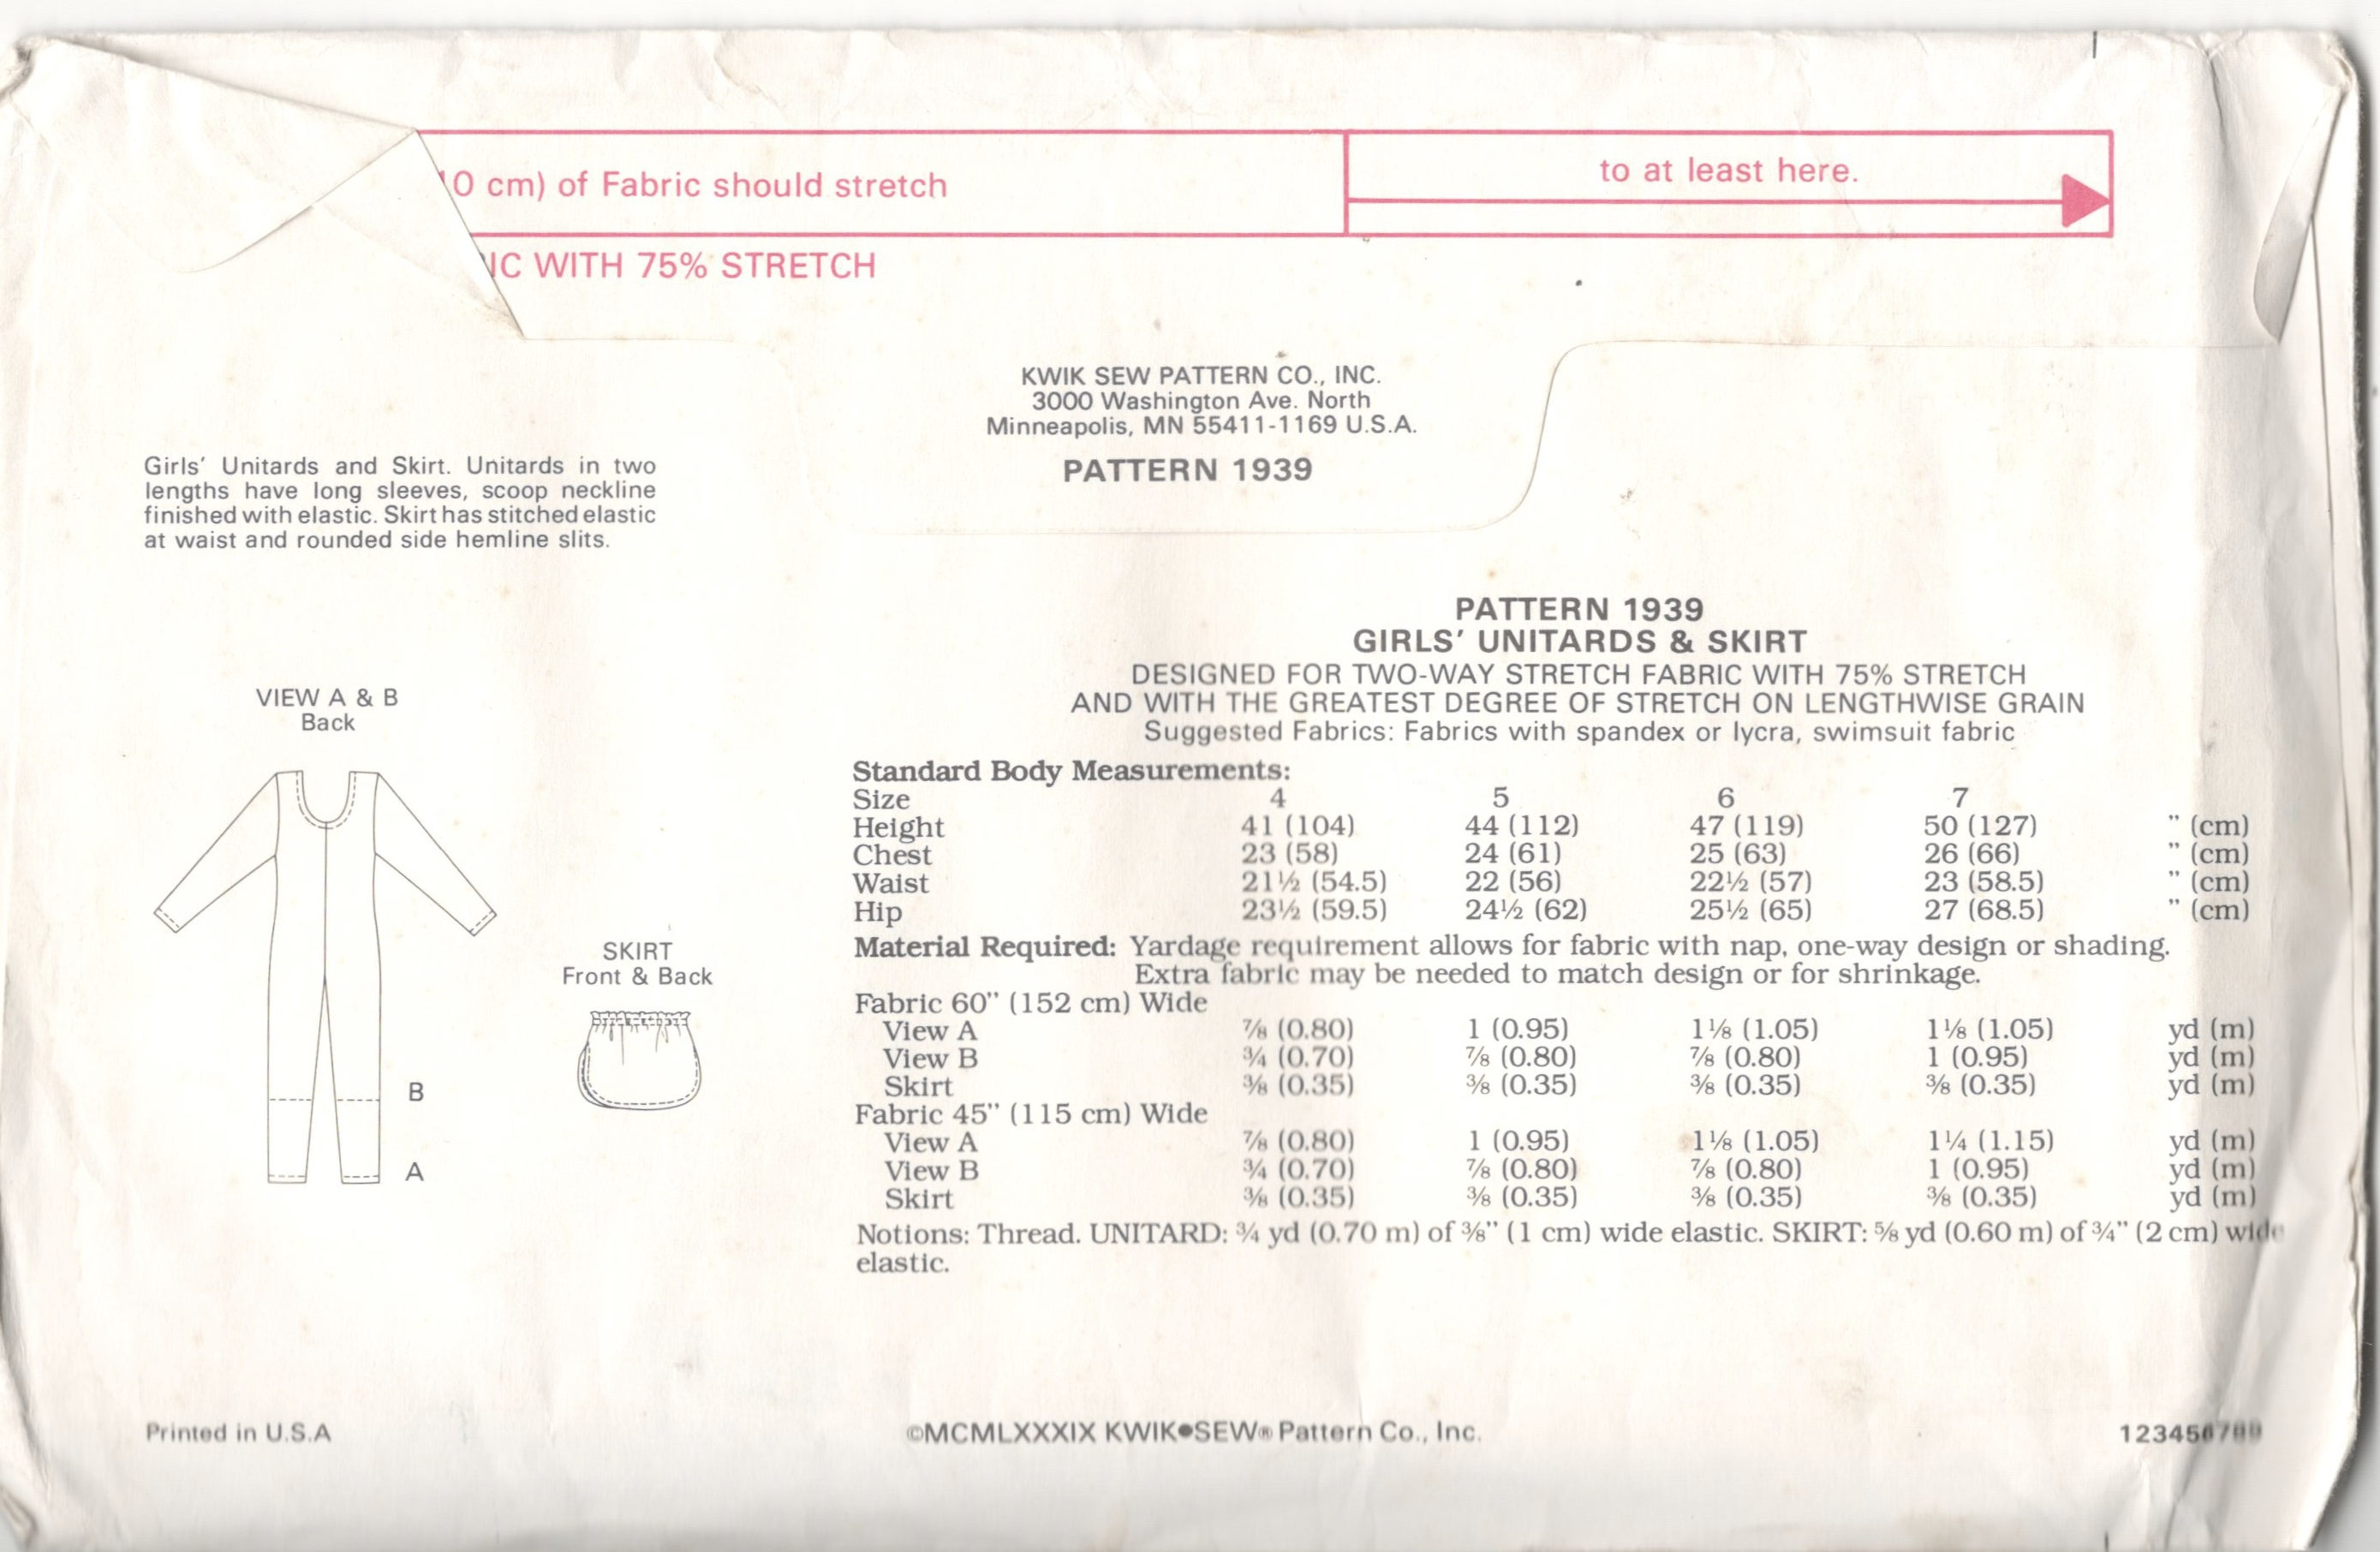 10 cm) of Fabric should stretch
to at least here.
IC WITH 75% STRETCH
KWIK SEW PATTERN CO., INC.
3000 Washington Ave. North
Minneapolis, MN 55411-1169 U.S.A.
PATTERN 1939
Girls' Unitards and Skirt. Unitards in two
lengths have long sleeves, scoop neckline
finished with elastic. Skirt has stitched elastic
at waist and rounded side hemline slits.
VIEW A & B
Back
B
A
SKIRT
Front & Back
PATTERN 1939
GIRLS' UNITARDS & SKIRT
DESIGNED FOR TWO-WAY STRETCH FABRIC WITH 75% STRETCH
AND WITH THE GREATEST DEGREE OF STRETCH ON LENGTHWISE GRAIN
Suggested Fabrics: Fabrics with spandex or lycra, swimsuit fabric
Standard Body Measurements:
Size 4 5 6 7
Height 41 (104) 44 (112) 47 (119) 50 (127) " (cm)
Chest 23 (58) 24 (61) 25 (63) 26 (66) " (cm)
Waist 21½ (54.5) 22 (56) 22½ (57) 23 (58.5) " (cm)
Hip 23½ (59.5) 24½ (62) 25½ (65) 27 (68.5) " (cm)
Material Required: Yardage requirement allows for fabric with nap, one-way design or shading.
Extra fabric may be needed to match design or for shrinkage.
Fabric 60" (152 cm) Wide
View A ⅞ (0.80) 1 (0.95) 1⅛ (1.05) 1⅛ (1.05) yd (m)
View B ¾ (0.70) ⅞ (0.80) ⅞ (0.80) 1 (0.95) yd (m)
Skirt ⅜ (0.35) ⅜ (0.35) ⅜ (0.35) ⅜ (0.35) yd (m)
Fabric 45" (115 cm) Wide
View A ⅞ (0.80) 1 (0.95) 1⅛ (1.05) 1¼ (1.15) yd (m)
View B ¾ (0.70) ⅞ (0.80) ⅞ (0.80) 1 (0.95) yd (m)
Skirt ⅜ (0.35) ⅜ (0.35) ⅜ (0.35) ⅜ (0.35) yd (m)
Notions: Thread. UNITARD: ¾ yd (0.70 m) of ⅜" (1 cm) wide elastic. SKIRT: ⅝ yd (0.60 m) of ¾" (2 cm) wide
elastic.
Printed in U.S.A
©MCMLXXXIX KWIK●SEW® Pattern Co., Inc.
123456789